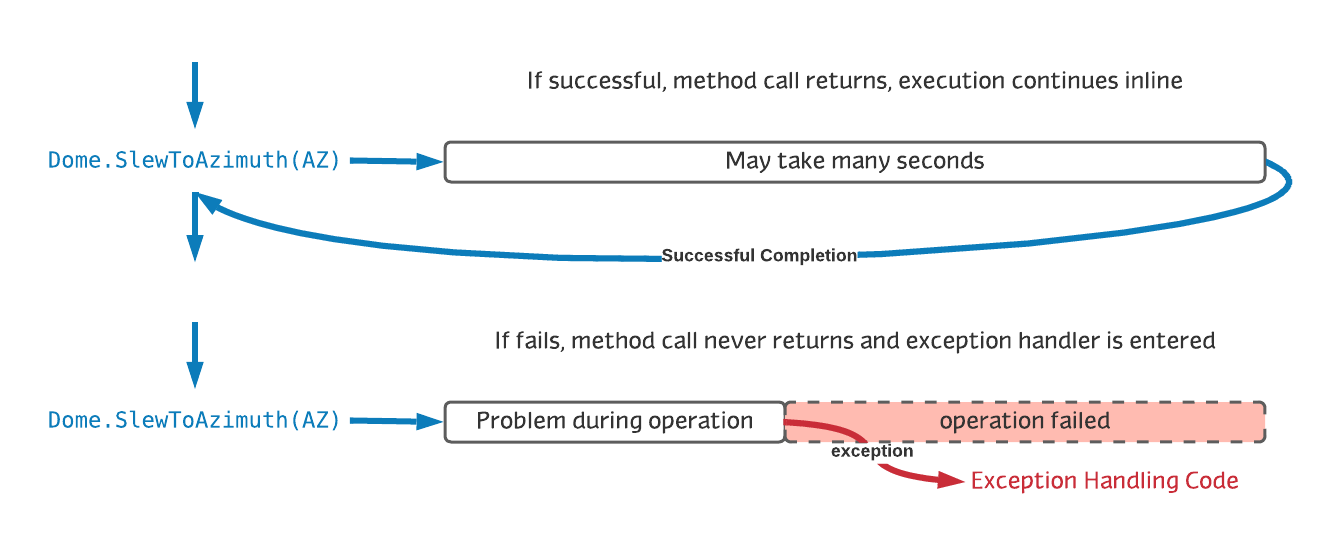 If successful, method call returns, execution continues inline
Dome.SlewToAzimuth(AZ)
May take many seconds
Successful Completion
If fails, method call never returns and exception handler is entered
Dome.SlewToAzimuth(AZ)
Problem during operation
operation failed
exception
Exception Handling Code